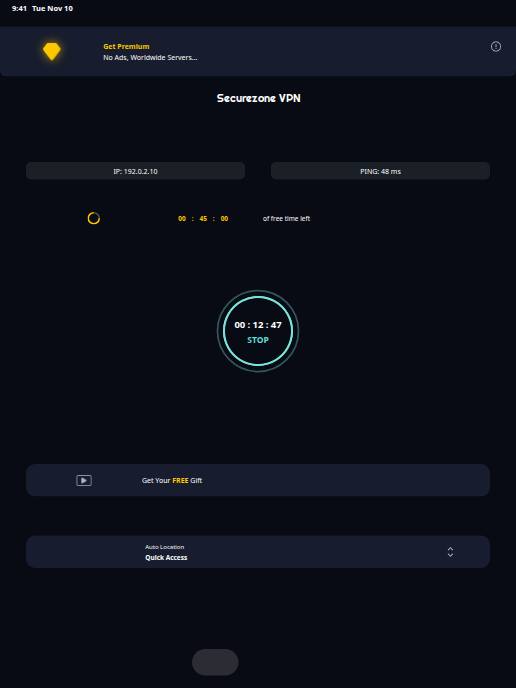 9:41 Tue Nov 10
Get Premium
No Ads, Worldwide Servers...
Securezone VPN
IP: 192.0.2.10
PING: 48 ms
00 : 45 : 00 of free time left
00 : 12 : 47
STOP
Get Your FREE Gift
Auto Location
Quick Access